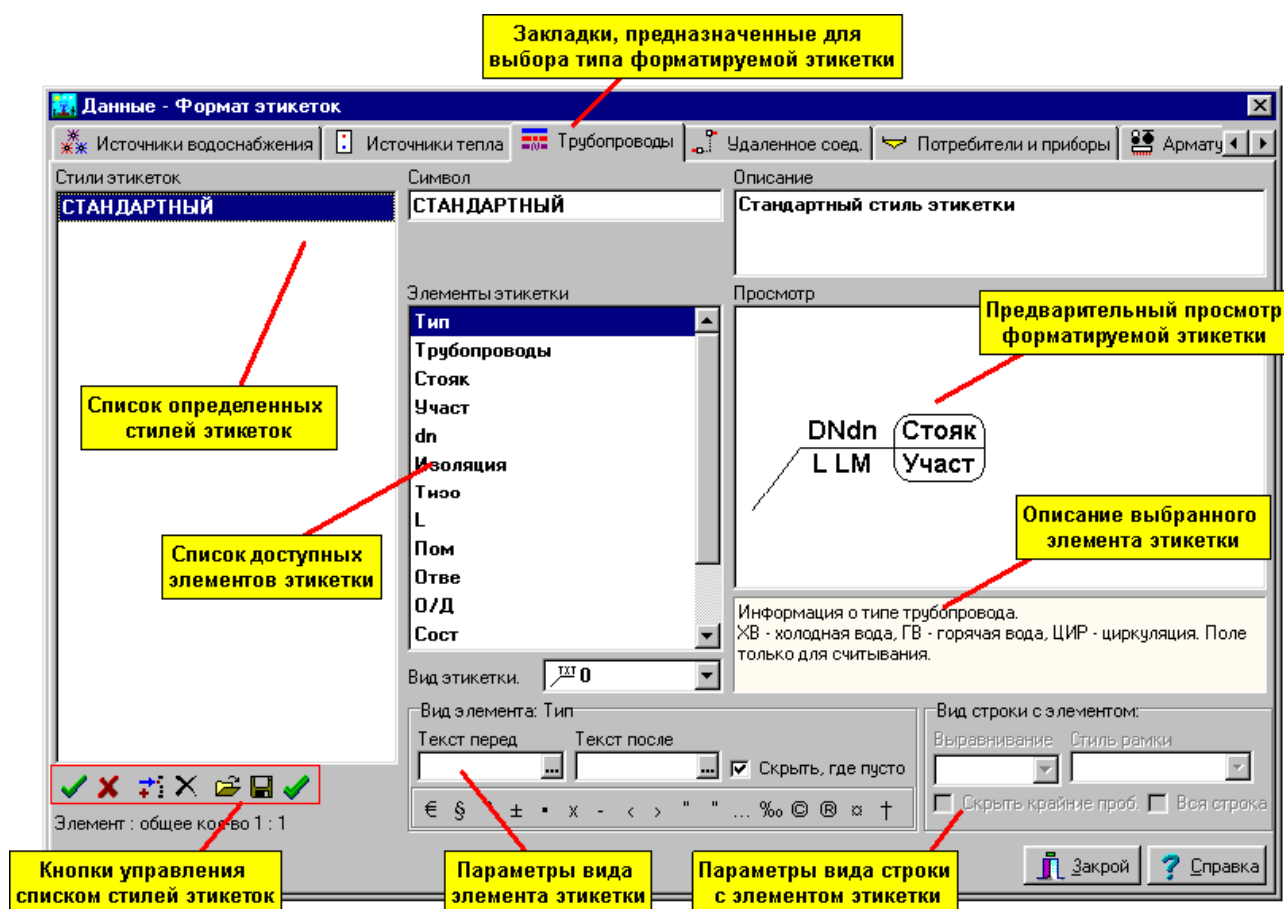 Закладки, предназначенные для
выбора типа форматируемой этикетки
Данные - Формат этикеток
Источники водоснабжения
Источники тепла
Трубопроводы
Удаленное соед.
Потребители и приборы
Армату
Стили этикеток
Символ
Описание
СТАНДАРТНЫЙ
СТАНДАРТНЫЙ
Стандартный стиль этикетки
Элементы этикетки
Просмотр
Тип
Трубопроводы
Стояк
Участ
dn
Изоляция
Тизо
L
Пом
Отве
О/Д
Сост
Предварительный просмотр
форматируемой этикетки
Список определенных
стилей этикеток
DNdn Стояк
L LM Участ
Описание выбранного
элемента этикетки
Список доступных
элементов этикетки
Информация о типе трубопровода.
ХВ - холодная вода, ГВ - горячая вода, ЦИР - циркуляция. Поле
только для считывания.
Вид этикетки.
TXT 0
Вид элемента: Тип
Вид строки с элементом:
Текст перед
Текст после
Выравнивание
Стиль рамки
... ...
Скрыть, где пусто
€ § ± ▪ x - < > " " … ‰ © ® ¤ †
Скрыть крайние проб.
Вся строка
Элемент : общее кол-во 1 : 1
Кнопки управления
списком стилей этикеток
Параметры вида
элемента этикетки
Параметры вида строки
с элементом этикетки
Закрой
Справка